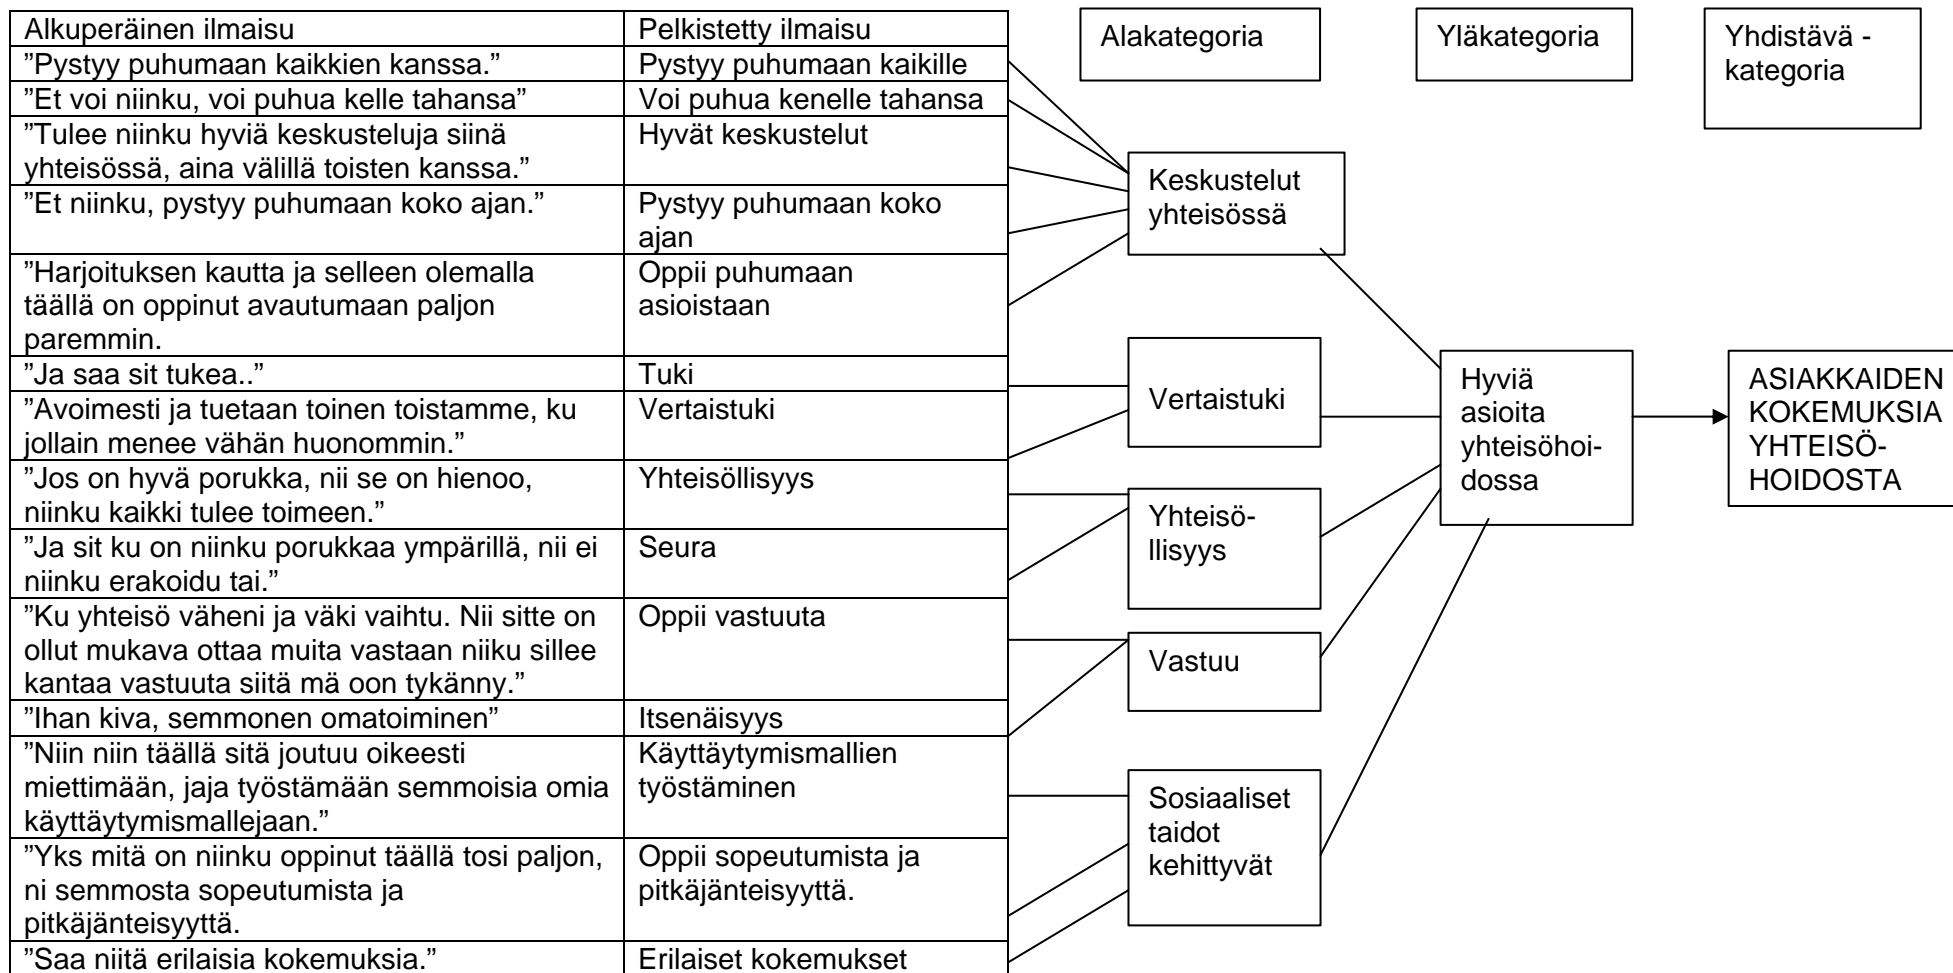 Alkuperäinen ilmaisu
Pelkistetty ilmaisu
Alakategoria
Yläkategoria
Yhdistävä -
kategoria
”Pystyy puhumaan kaikkien kanssa.”
Pystyy puhumaan kaikille
”Et voi niinku, voi puhua kelle tahansa”
Voi puhua kenelle tahansa
”Tulee niinku hyviä keskusteluja siinä
yhteisössä, aina välillä toisten kanssa.”
Hyvät keskustelut
”Et niinku, pystyy puhumaan koko ajan.”
Pystyy puhumaan koko
ajan
”Harjoituksen kautta ja selleen olemalla
täällä on oppinut avautumaan paljon
paremmin.
Oppii puhumaan
asioistaan
”Ja saa sit tukea..”
Tuki
”Avoimesti ja tuetaan toinen toistamme, ku
jollain menee vähän huonommin.”
Vertaistuki
”Jos on hyvä porukka, nii se on hienoo,
niinku kaikki tulee toimeen.”
Yhteisöllisyys
”Ja sit ku on niinku porukkaa ympärillä, nii ei
niinku erakoidu tai.”
Seura
”Ku yhteisö väheni ja väki vaihtu. Nii sitte on
ollut mukava ottaa muita vastaan niiku sillee
kantaa vastuuta siitä mä oon tykänny.”
Oppii vastuuta
”Ihan kiva, semmonen omatoiminen”
Itsenäisyys
”Niin niin täällä sitä joutuu oikeesti
miettimään, jaja työstämään semmoisia omia
käyttäytymismallejaan.”
Käyttäytymismallien
työstäminen
”Yks mitä on niinku oppinut täällä tosi paljon,
ni semmosta sopeutumista ja
pitkäjänteisyyttä.
Oppii sopeutumista ja
pitkäjänteisyyttä.
”Saa niitä erilaisia kokemuksia.”
Erilaiset kokemukset
Keskustelut
yhteisössä
Vertaistuki
Yhteisö-
llisyys
Vastuu
Sosiaaliset
taidot
kehittyvät
Hyviä
asioita
yhteisöhoi-
dossa
ASIAKKAIDEN
KOKEMUKSIA
YHTEISÖ-
HOIDOSTA